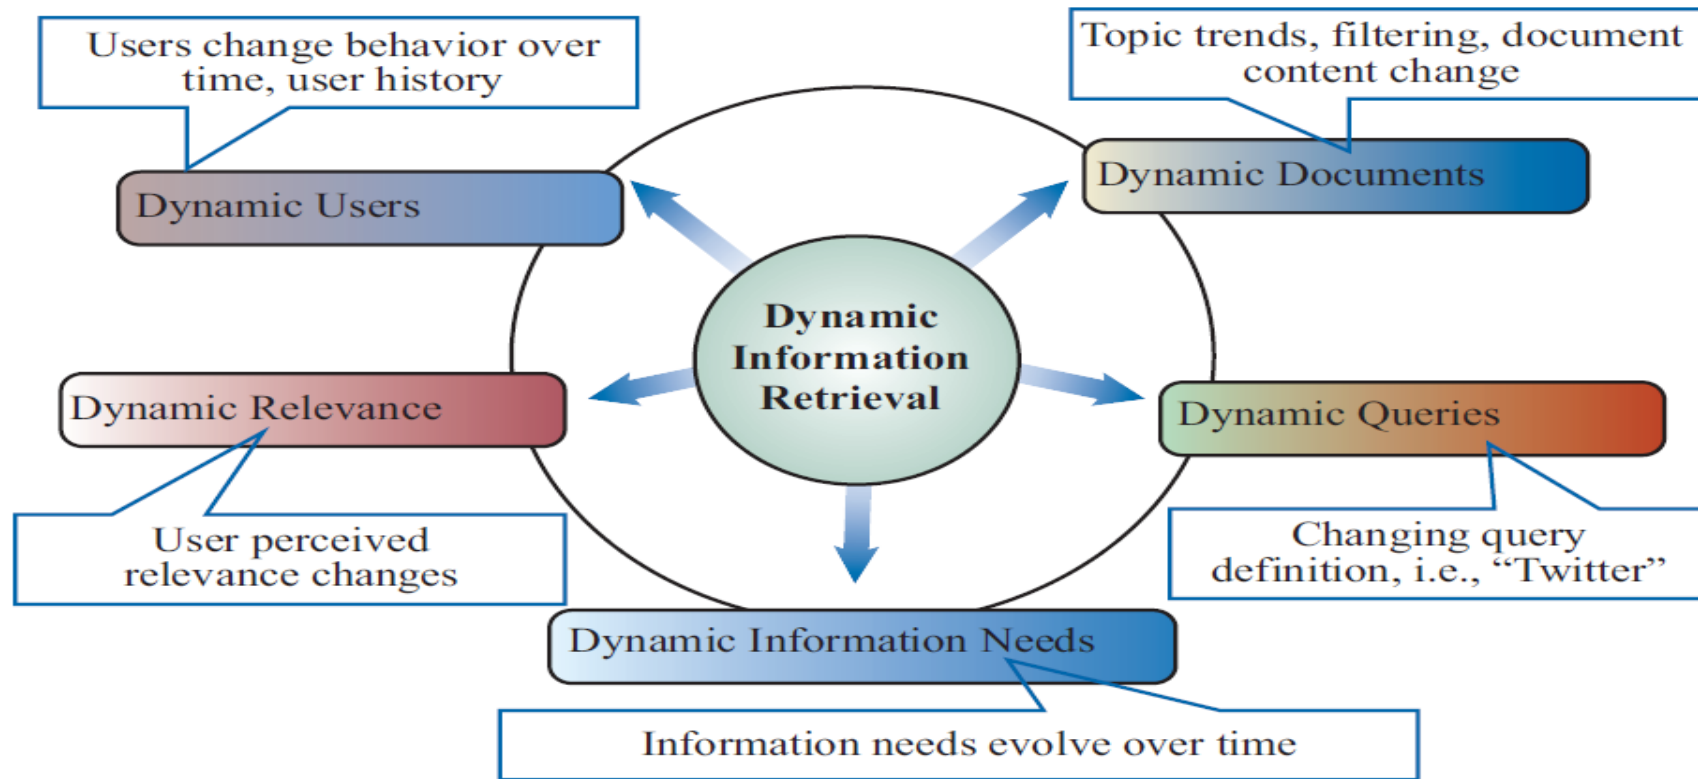 Users change behavior over
time, user history
Topic trends, filtering, document
content change
Dynamic Users
Dynamic Documents
Dynamic
Information
Retrieval
Dynamic Relevance
Dynamic Queries
User perceived
relevance changes
Changing query
definition, i.e., “Twitter”
Dynamic Information Needs
Information needs evolve over time